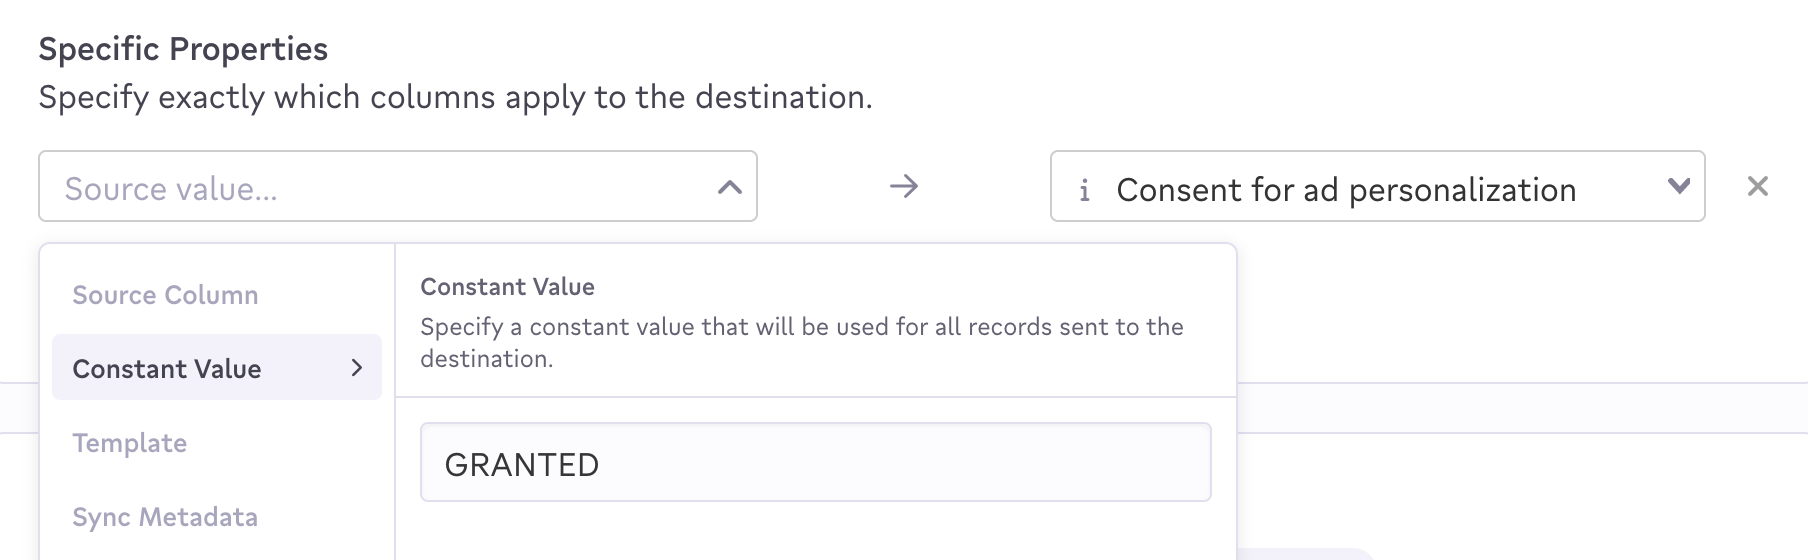 Specific Properties
Specify exactly which columns apply to the destination.
Source value...
i Consent for ad personalization
Source Column
Constant Value
Template
Sync Metadata
Constant Value
Specify a constant value that will be used for all records sent to the
destination.
GRANTED